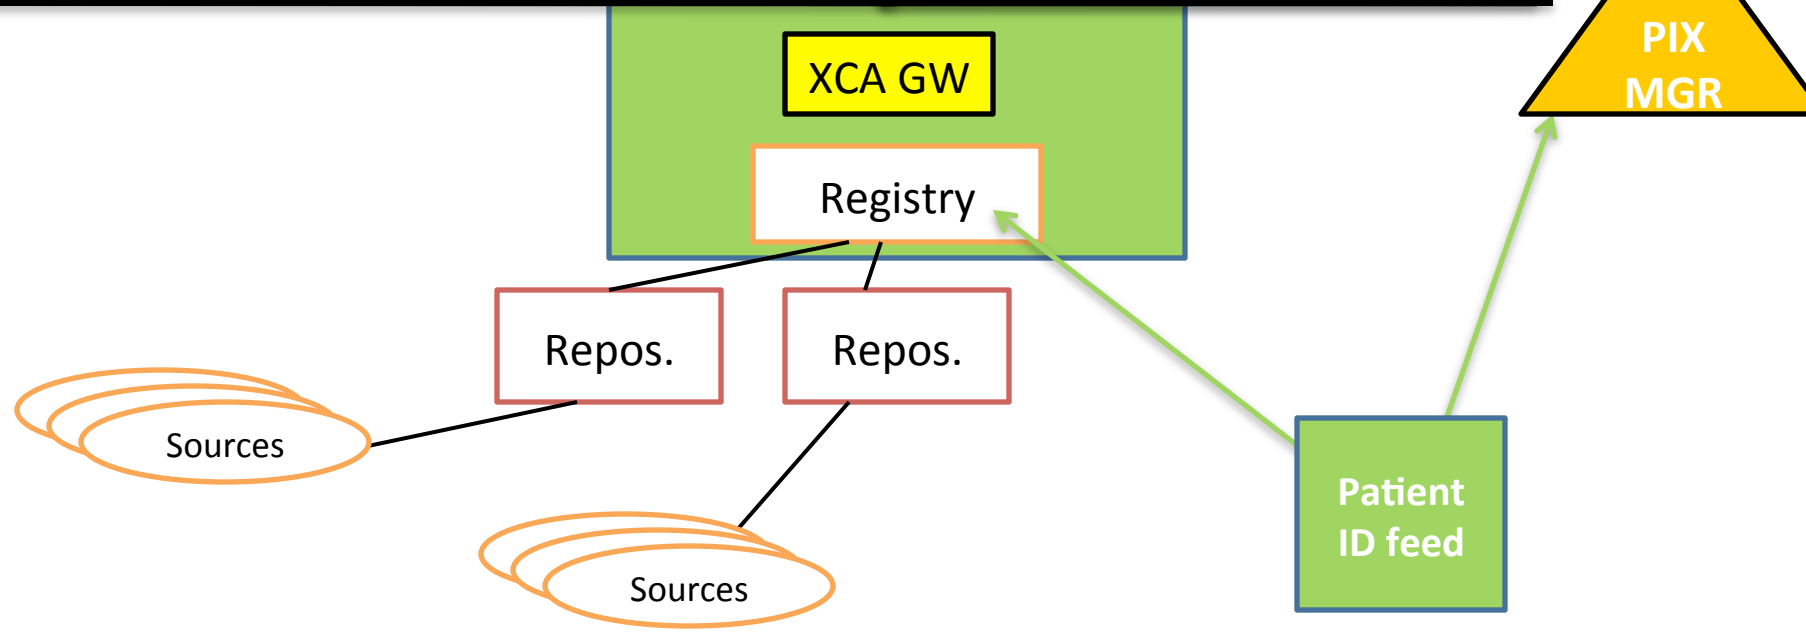 PIX
MGR
XCA GW
Registry
Repos.
Repos.
Sources
Patient
ID feed
Sources